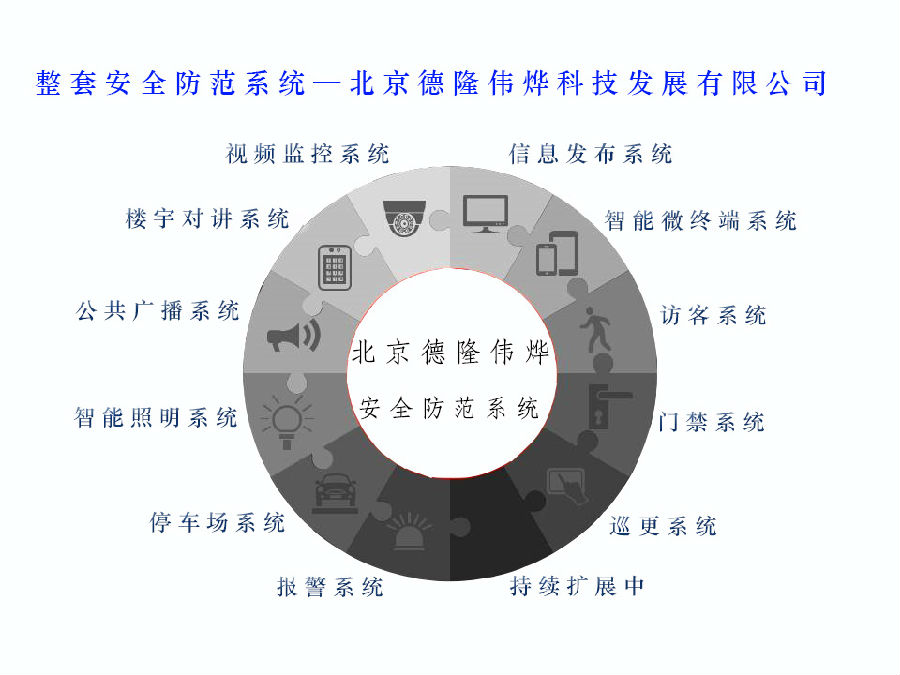 整套安全防范系统—北京德隆伟烨科技发展有限公司
视频监控系统
信息发布系统
楼宇对讲系统
智能微终端系统
公共广播系统
访客系统
北京德隆伟烨
安全防范系统
智能照明系统
门禁系统
停车场系统
巡更系统
报警系统
持续扩展中